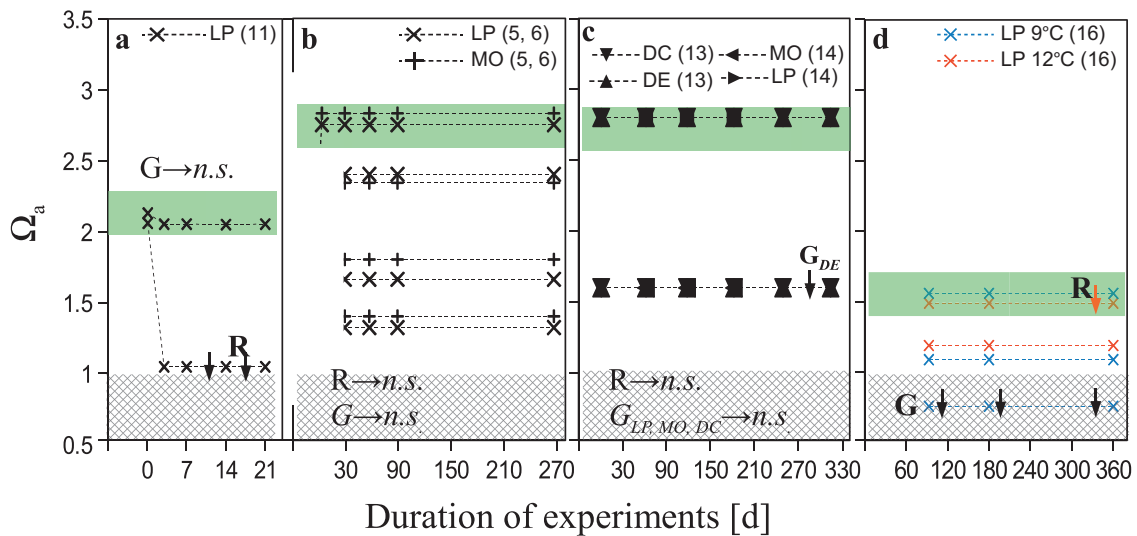 3.5
3
2.5
2
1.5
1
0.5
Ωa
a
LP (11)
G→n.s.
R
0 7 14 21
b
LP (5, 6)
MO (5, 6)
R→n.s.
G→n.s.
30 90 150 210 270
c
DC (13) MO (14)
DE (13) LP (14)
G DE
R→n.s.
G LP, MO, DC→n.s.
30 90 150 210 270 330
d
LP 9°C (16)
LP 12°C (16)
R
G
60 120 180 240 300 360
Duration of experiments [d]